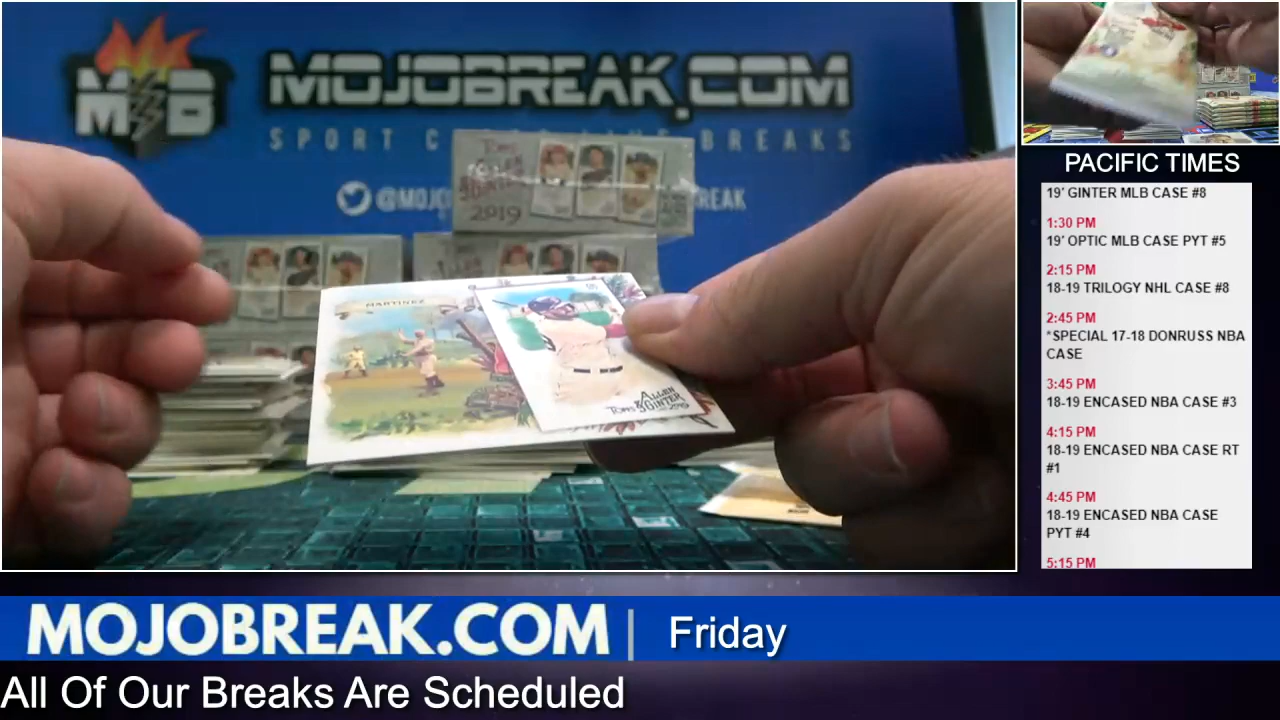 MOJOBREAK.COM
M B
SPORT C
BREAKS
@MOJO
REAK
2019
MARTINEZ
TOPPS
ALLEN
& GINTER
2019
PACIFIC TIMES
19' GINTER MLB CASE #8
1:30 PM
19' OPTIC MLB CASE PYT #5
2:15 PM
18-19 TRILOGY NHL CASE #8
2:45 PM
*SPECIAL 17-18 DONRUSS NBA
CASE
3:45 PM
18-19 ENCASED NBA CASE #3
4:15 PM
18-19 ENCASED NBA CASE RT
#1
4:45 PM
18-19 ENCASED NBA CASE
PYT #4
5:15 PM
MOJOBREAK.COM | Friday
All Of Our Breaks Are Scheduled